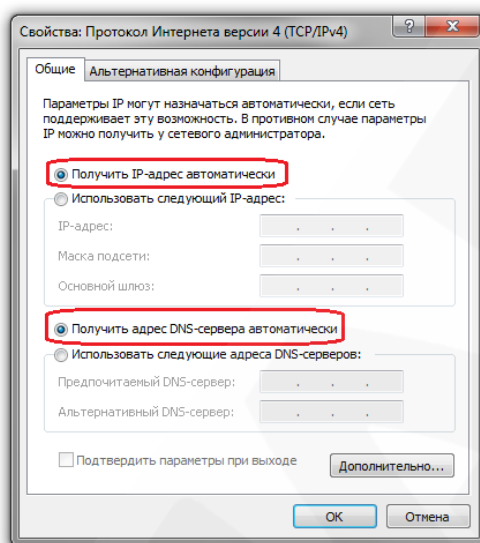 Свойства: Протокол Интернета версии 4 (TCP/IPv4)
Общие Альтернативная конфигурация
Параметры IP могут назначаться автоматически, если сеть
поддерживает эту возможность. В противном случае параметры
IP можно получить у сетевого администратора.
Получить IP-адрес автоматически
Использовать следующий IP-адрес:
IP-адрес:
Маска подсети:
Основной шлюз:
Получить адрес DNS-сервера автоматически
Использовать следующие адреса DNS-серверов:
Предпочитаемый DNS-сервер:
Альтернативный DNS-сервер:
Подтвердить параметры при выходе
Дополнительно...
ОК Отмена